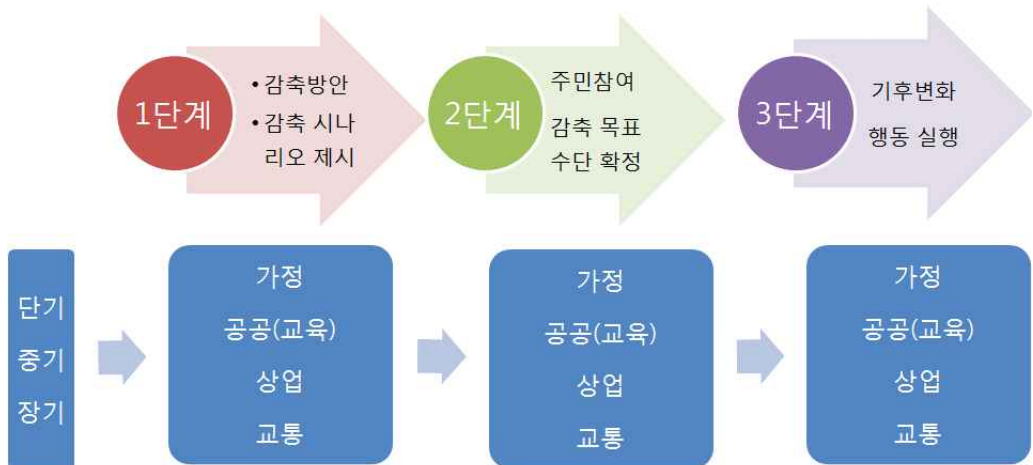 1단계
• 감축방안
• 감축 시나
리오 제시
2단계
주민참여
감축 목표
수단 확정
3단계
기후변화
행동 실행
단기
중기
장기
가정
공공(교육)
상업
교통
가정
공공(교육)
상업
교통
가정
공공(교육)
상업
교통